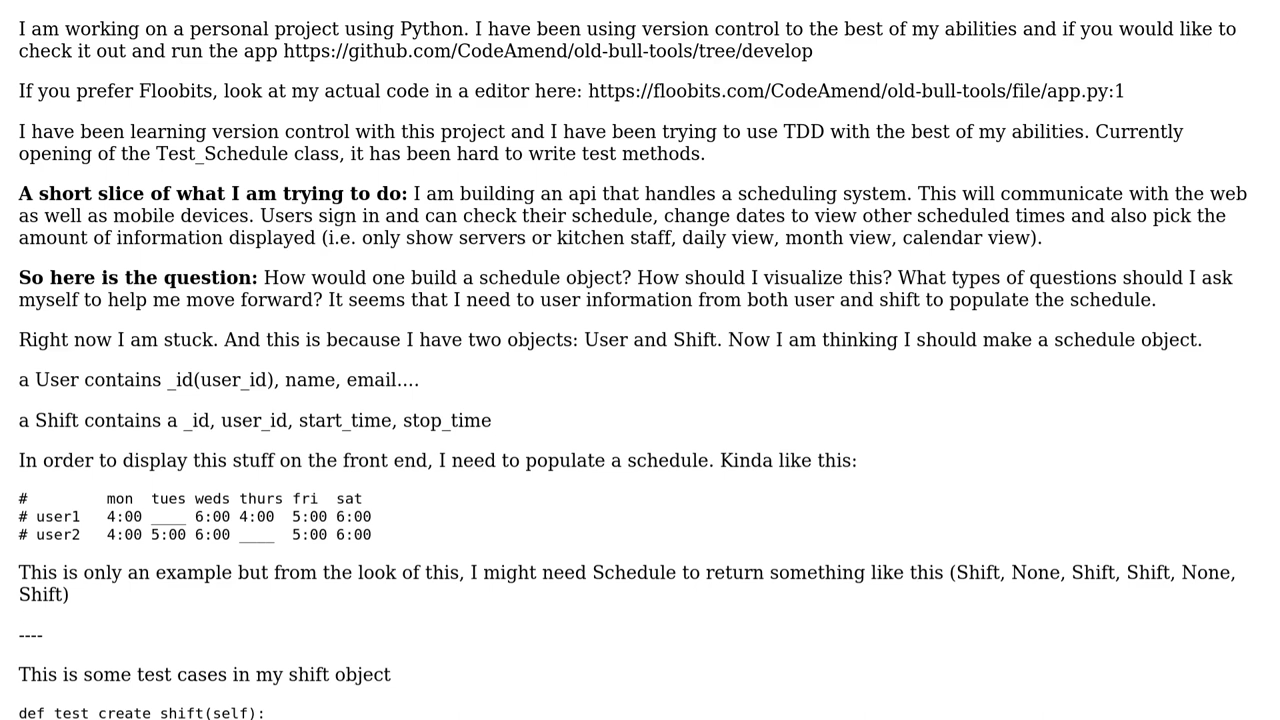 I am working on a personal project using Python. I have been using version control to the best of my abilities and if you would like to
check it out and run the app https://github.com/CodeAmend/old-bull-tools/tree/develop
If you prefer Floobits, look at my actual code in a editor here: https://floobits.com/CodeAmend/old-bull-tools/file/app.py:1
I have been learning version control with this project and I have been trying to use TDD with the best of my abilities. Currently
opening of the Test_Schedule class, it has been hard to write test methods.
A short slice of what I am trying to do: I am building an api that handles a scheduling system. This will communicate with the web
as well as mobile devices. Users sign in and can check their schedule, change dates to view other scheduled times and also pick the
amount of information displayed (i.e. only show servers or kitchen staff, daily view, month view, calendar view).
So here is the question: How would one build a schedule object? How should I visualize this? What types of questions should I ask
myself to help me move forward? It seems that I need to user information from both user and shift to populate the schedule.
Right now I am stuck. And this is because I have two objects: User and Shift. Now I am thinking I should make a schedule object.
a User contains _id(user_id), name, email....
a Shift contains a _id, user_id, start_time, stop_time
In order to display this stuff on the front end, I need to populate a schedule. Kinda like this:
#         mon  tues weds thurs fri  sat
# user1   4:00 ____ 6:00 4:00  5:00 6:00
# user2   4:00 5:00 6:00 ____  5:00 6:00
This is only an example but from the look of this, I might need Schedule to return something like this (Shift, None, Shift, Shift, None,
Shift)
----
This is some test cases in my shift object
def test_create_shift(self):